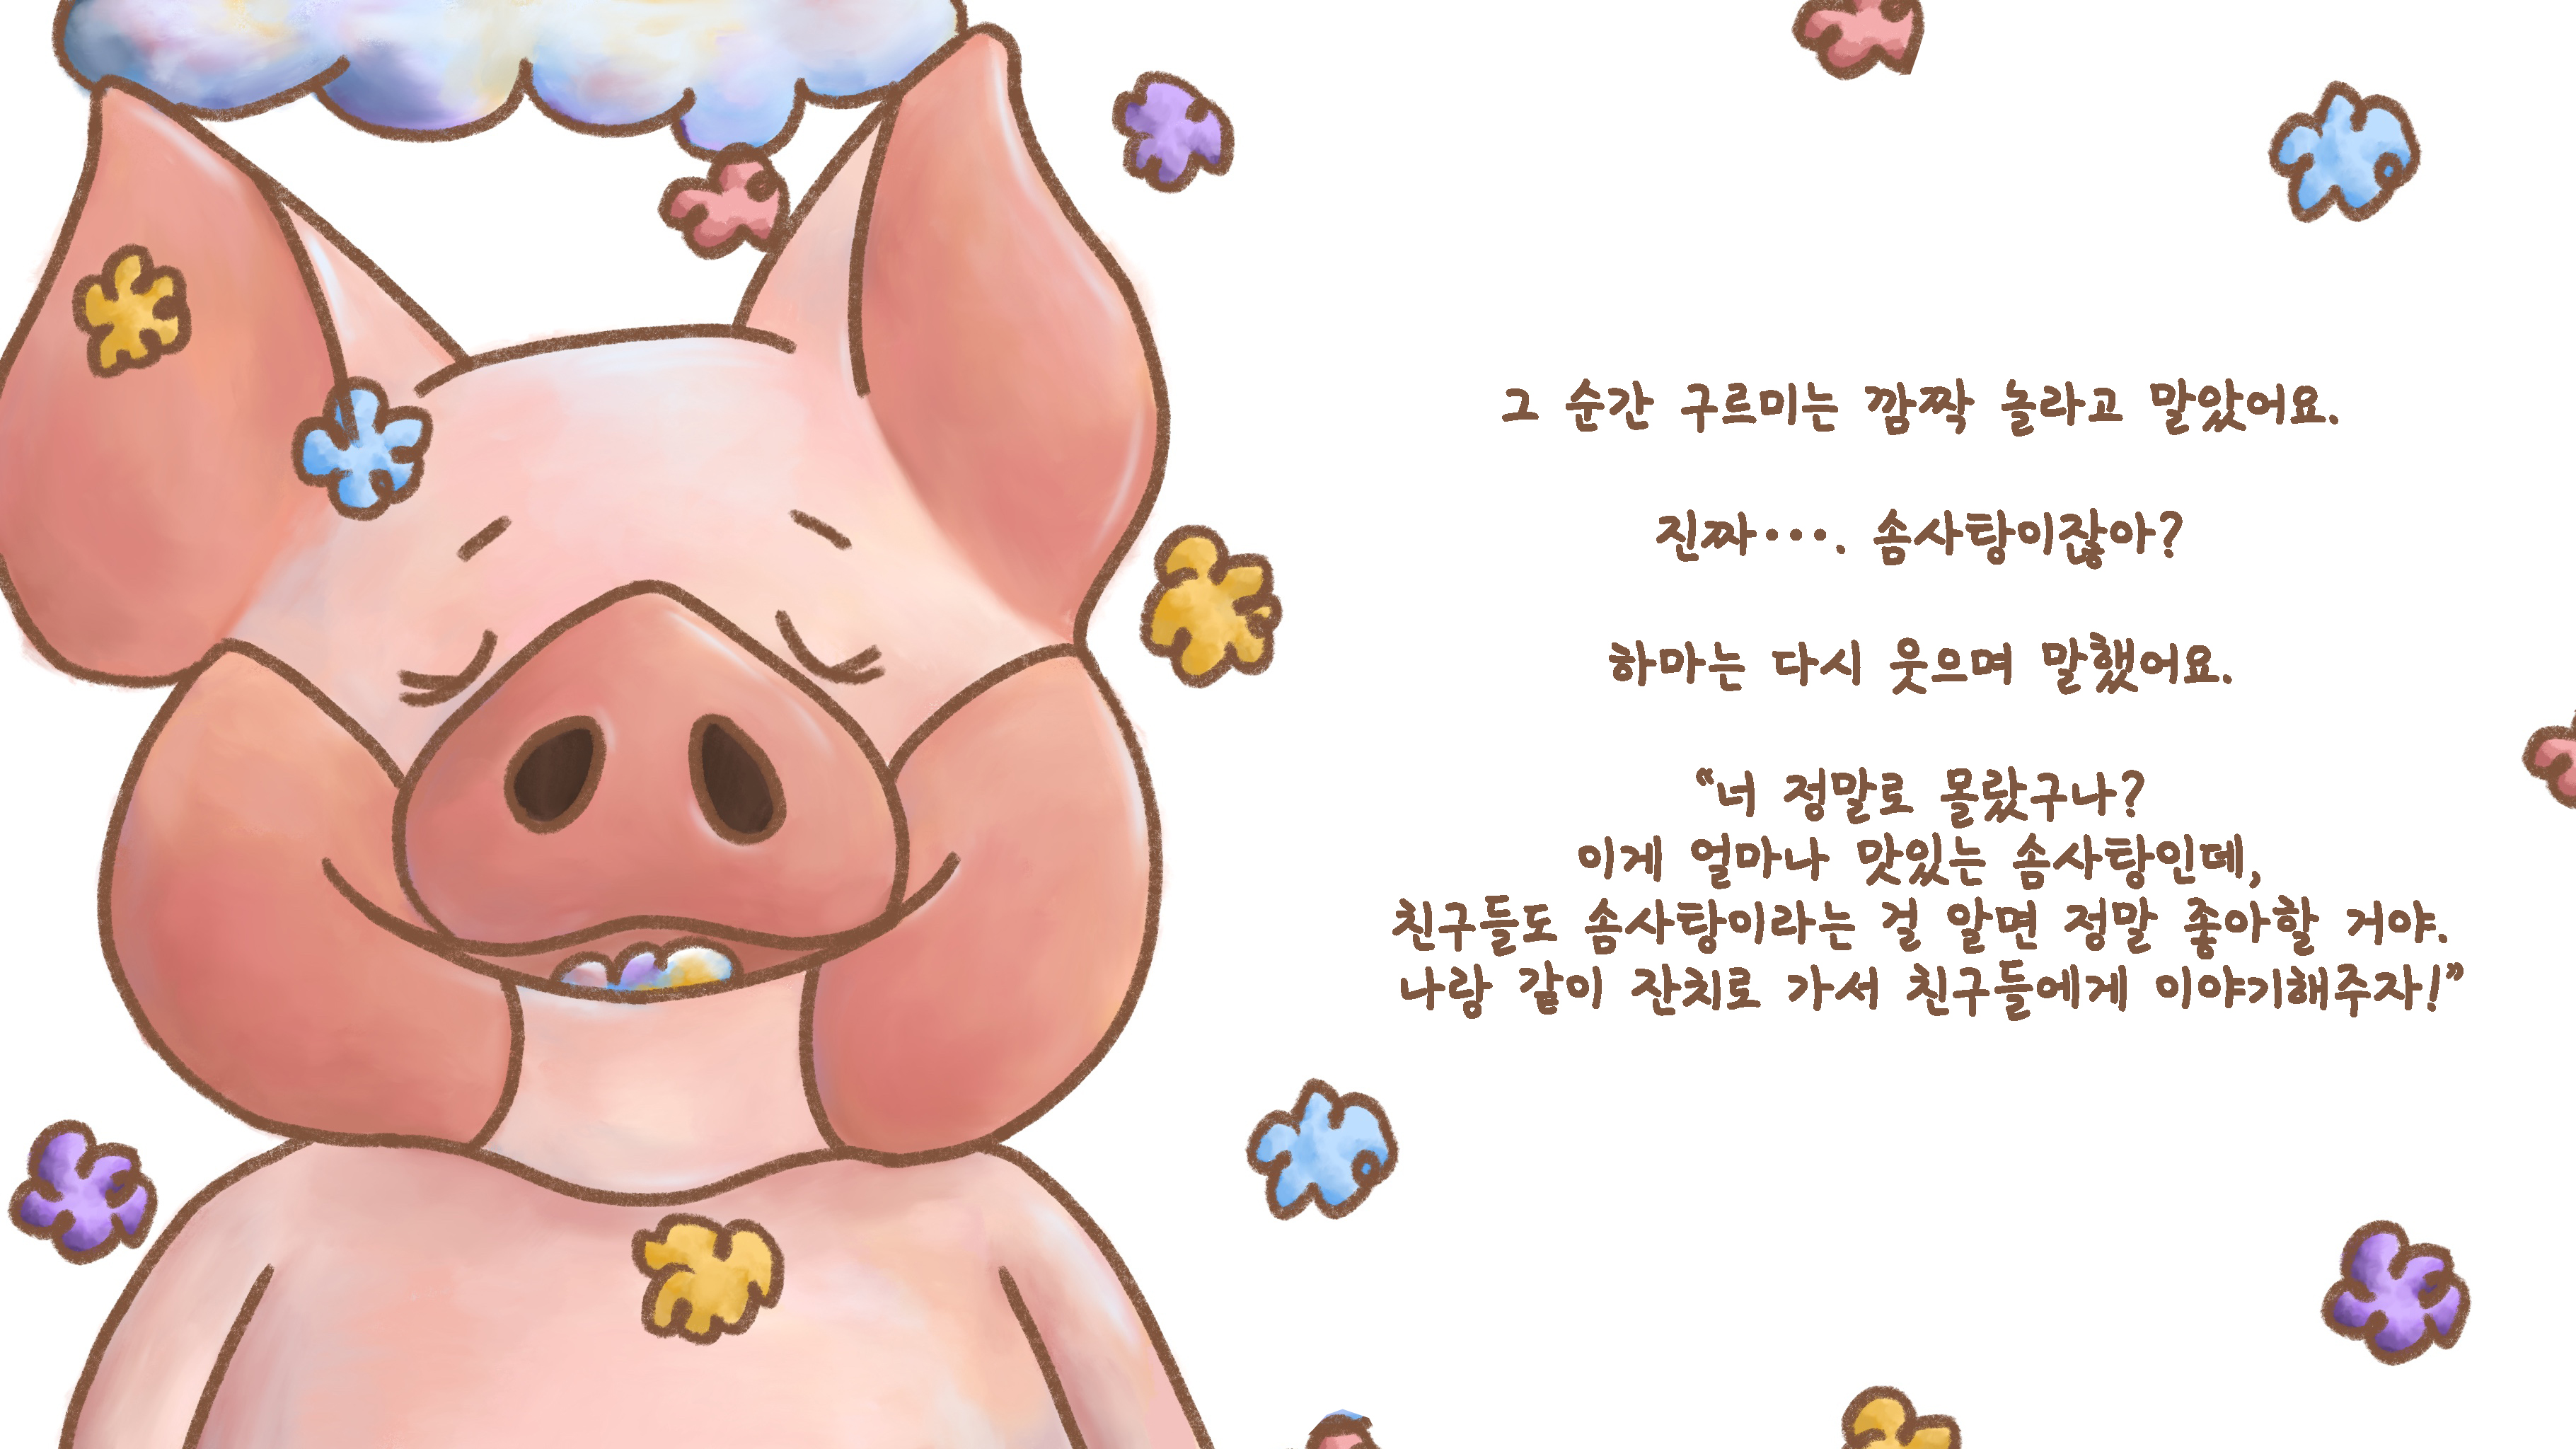 그 순간 구르미는 깜짝 놀라고 말았어요.
진짜···. 솜사탕이잖아?
하마는 다시 웃으며 말했어요.
“너 정말로 몰랐구나?
이게 얼마나 맛있는 솜사탕인데,
친구들도 솜사탕이라는 걸 알면 정말 좋아할 거야.
나랑 같이 잔치로 가서 친구들에게 이야기해주자!”